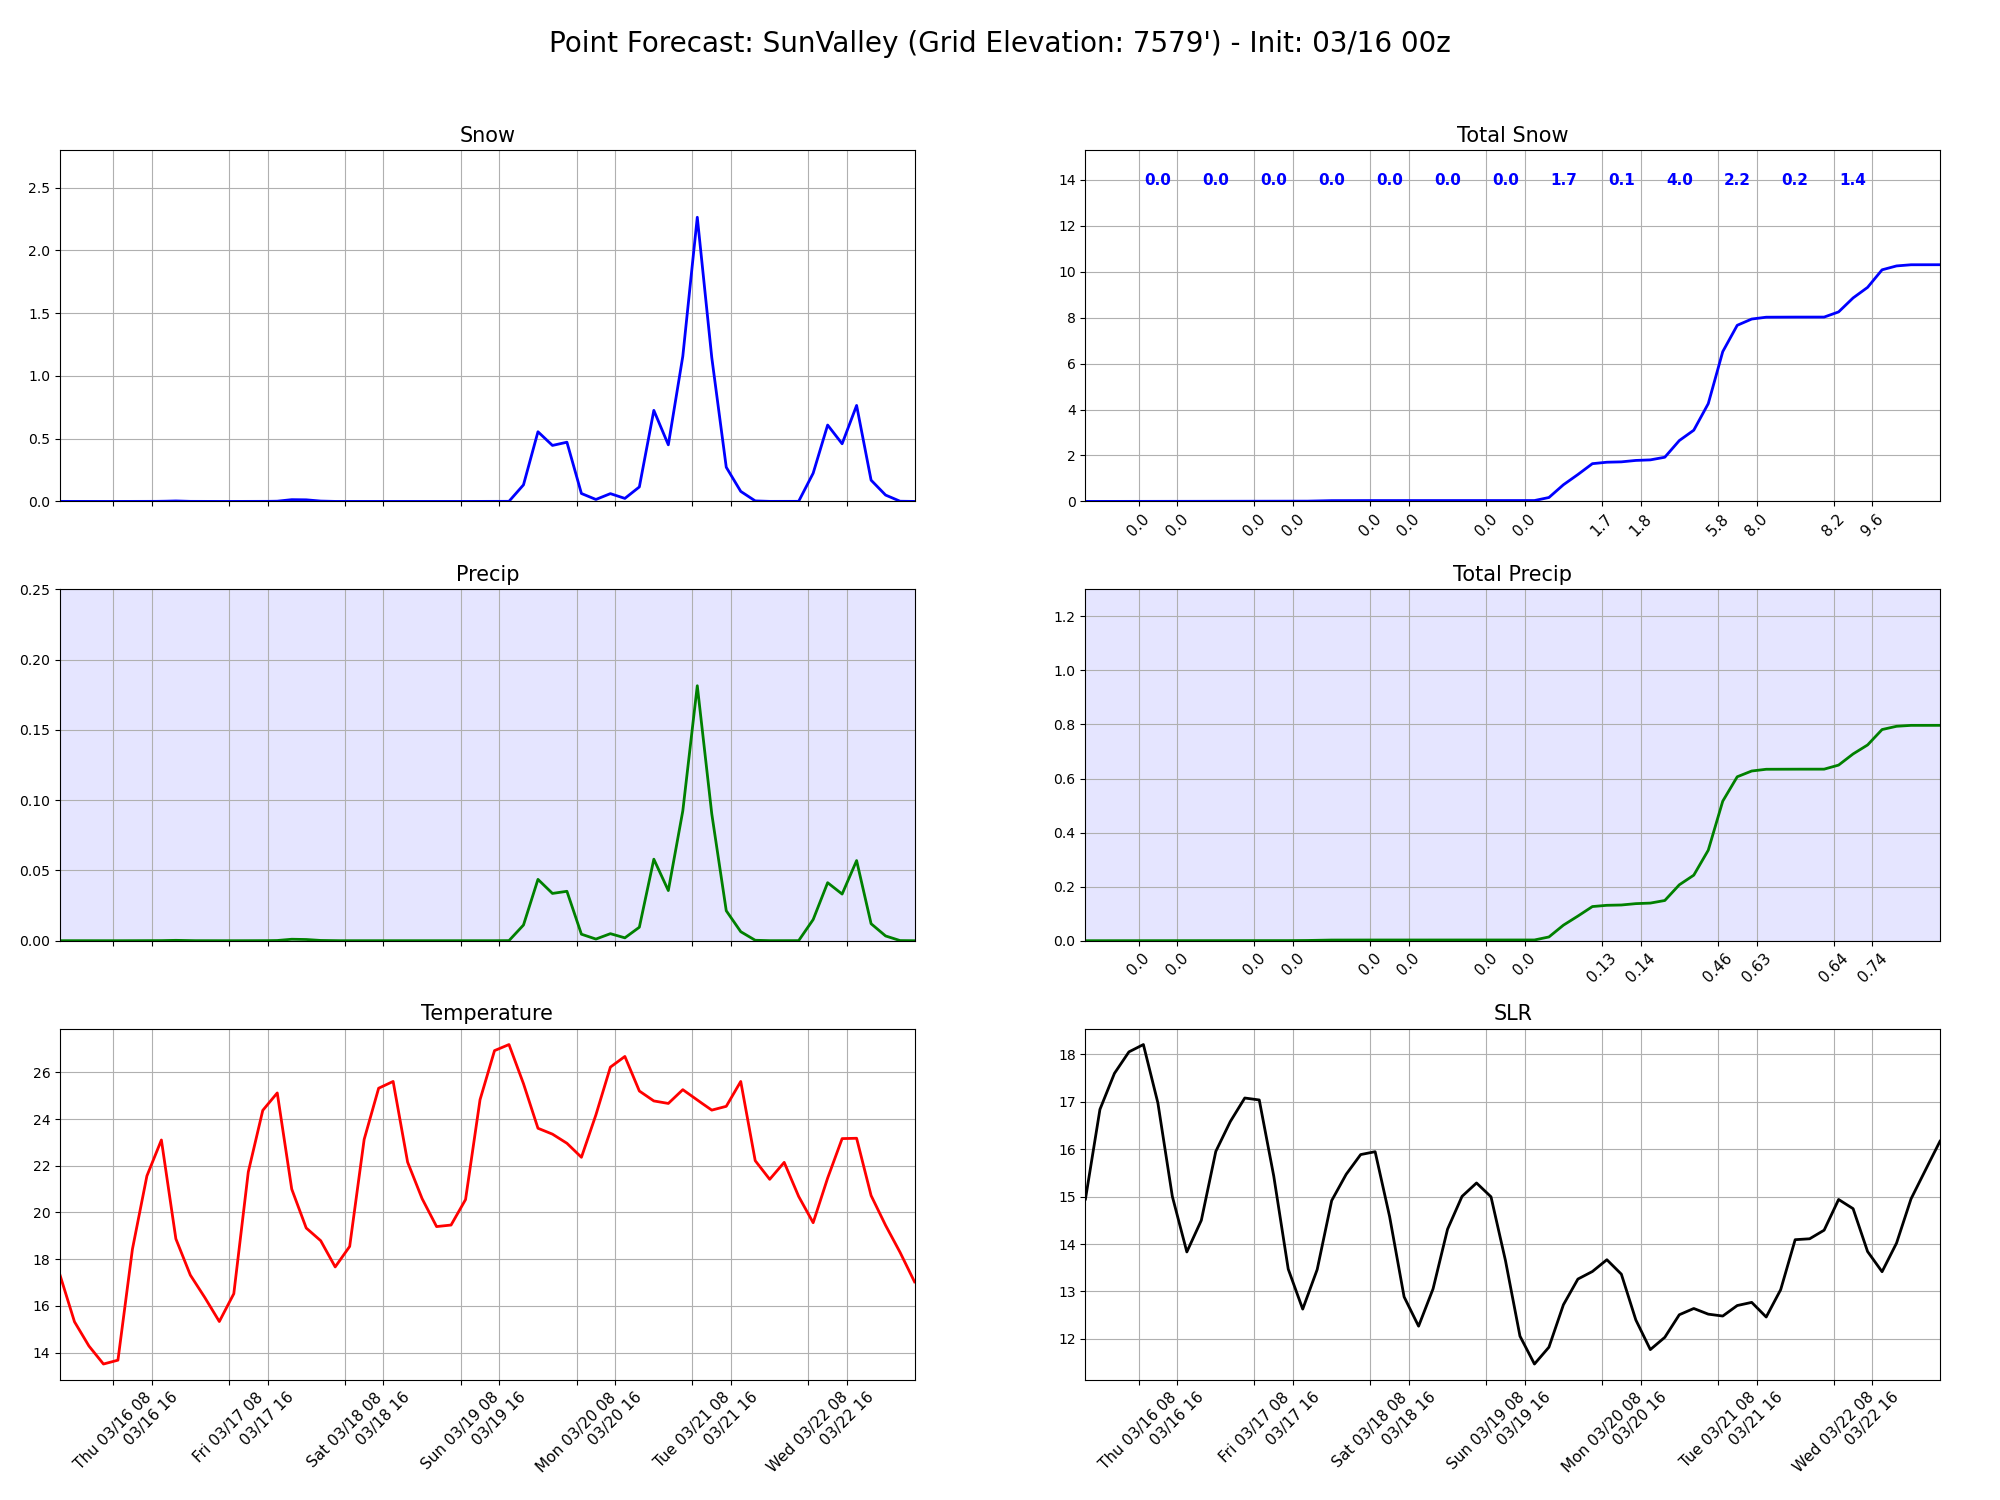 Point Forecast: SunValley (Grid Elevation: 7579') - Init: 03/16 00z
Snow
2.5
2.0
1.5
1.0
0.5
0.0
Total Snow
14
12
10
8
6
4
2
0
0.0 0.0 0.0 0.0 0.0 0.0 0.0 1.7 0.1 4.0 2.2 0.2 1.4
0.0 0.0 0.0 0.0 0.0 0.0 0.0 0.0 1.7 1.8 5.8 8.0 8.2 9.6
Precip
0.25
0.20
0.15
0.10
0.05
0.00
Total Precip
1.2
1.0
0.8
0.6
0.4
0.2
0.0
0.0 0.0 0.0 0.0 0.0 0.0 0.0 0.0 0.13 0.14 0.46 0.63 0.64 0.74
Temperature
26
24
22
20
18
16
14
Thu 03/16 08
03/16 16
Fri 03/17 08
03/17 16
Sat 03/18 08
03/18 16
Sun 03/19 08
03/19 16
Mon 03/20 08
03/20 16
Tue 03/21 08
03/21 16
Wed 03/22 08
03/22 16
SLR
18
17
16
15
14
13
12
Thu 03/16 08
03/16 16
Fri 03/17 08
03/17 16
Sat 03/18 08
03/18 16
Sun 03/19 08
03/19 16
Mon 03/20 08
03/20 16
Tue 03/21 08
03/21 16
Wed 03/22 08
03/22 16